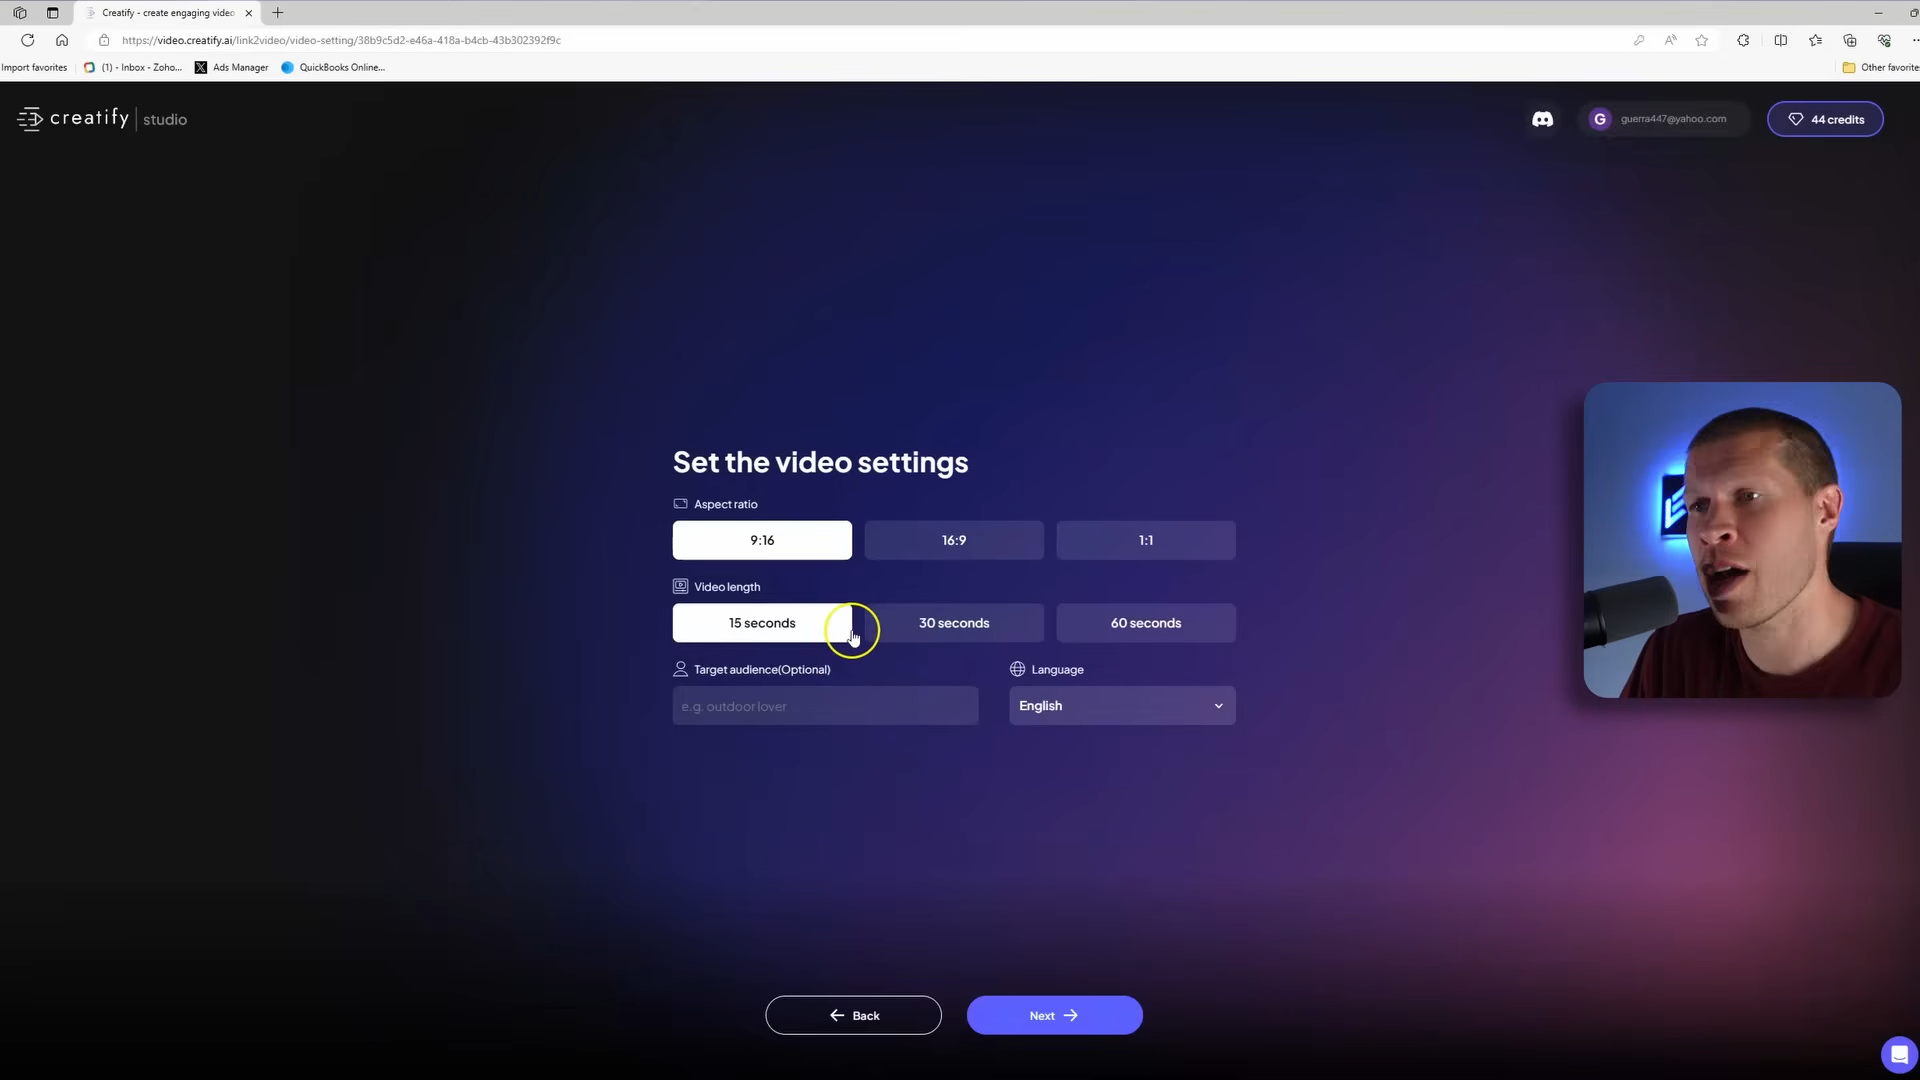 Creatify - create engaging video
https://video.creatify.ai/link2video/video-setting/38b9c5d2-e46a-418a-b4cb-43b302392f9c
Import favorites
(1) - Inbox - Zoho...
Ads Manager
QuickBooks Online...
Other favorite
creatify | studio
G
guerra447@yahoo.com
44 credits
Set the video settings
Aspect ratio
9:16
16:9
1:1
Video length
15 seconds
30 seconds
60 seconds
Target audience(Optional)
Language
e.g. outdoor lover
English
Back
Next